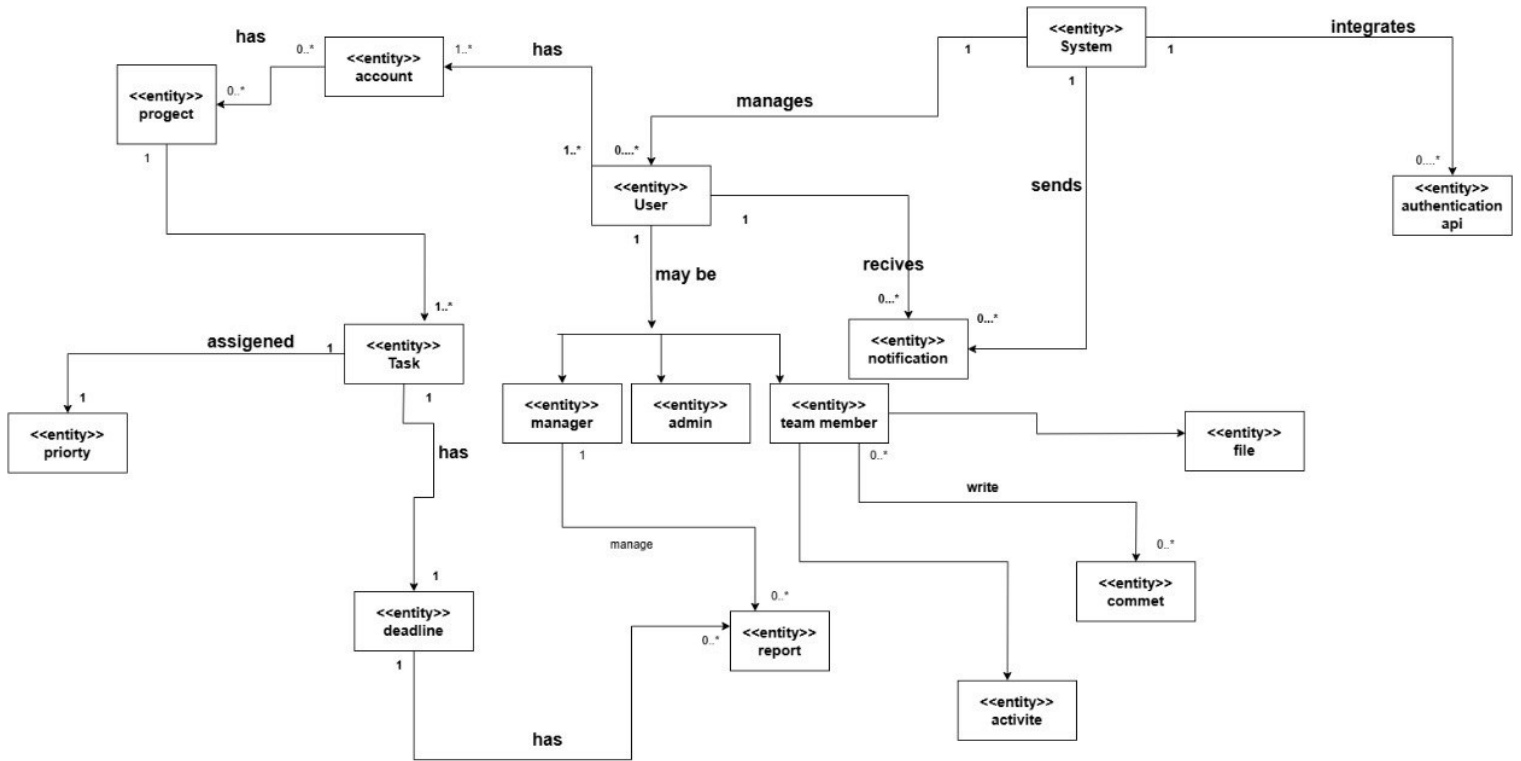 <<entity>>
System
1
1
1
integrates
has
0..*
<<entity>>
account
1..*
has
<<entity>>
progect
0..*
1
manages
1..*
0....*
<<entity>>
User
1
1
sends
0....*
<<entity>>
authentication
api
may be
recives
0...*
0...*
<<entity>>
notification
1..*
assigened
1
<<entity>>
Task
1
1
<<entity>>
priorty
has
<<entity>>
manager
1
<<entity>>
admin
<<entity>>
team member
0..*
<<entity>>
file
write
manage
0..*
<<entity>>
commet
1
<<entity>>
deadline
1
0..*
0..*
<<entity>>
report
<<entity>>
activite
has